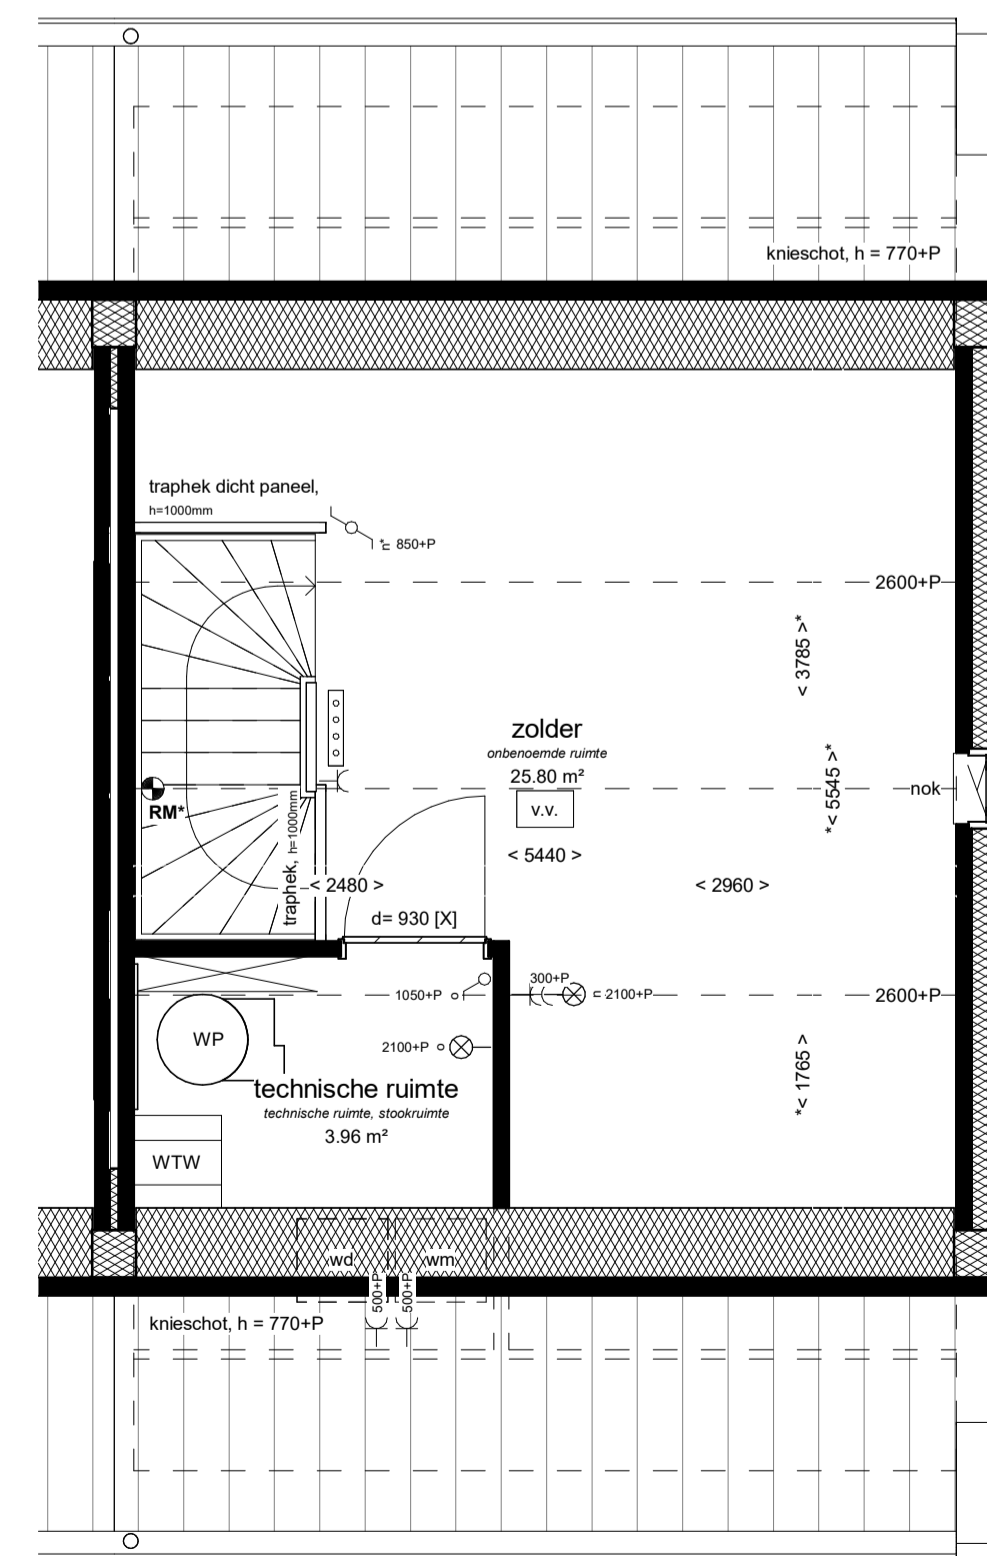 knieschot, h = 770+P
traphek dicht paneel,
h=1000mm
850+P
2600+P
< 3785 >*
zolder
onbenoemde ruimte
25.80 m²
v.v.
nok
*< 5545 >*
RM*
traphek, h=1000mm
< 5440 >
< 2480 >
< 2960 >
d= 930 [X]
300+P
1050+P
2100+P
2600+P
WP
2100+P
*< 1765 >
technische ruimte
technische ruimte, stookruimte
3.96 m²
WTW
wd
wm
500+P
500+P
knieschot, h = 770+P